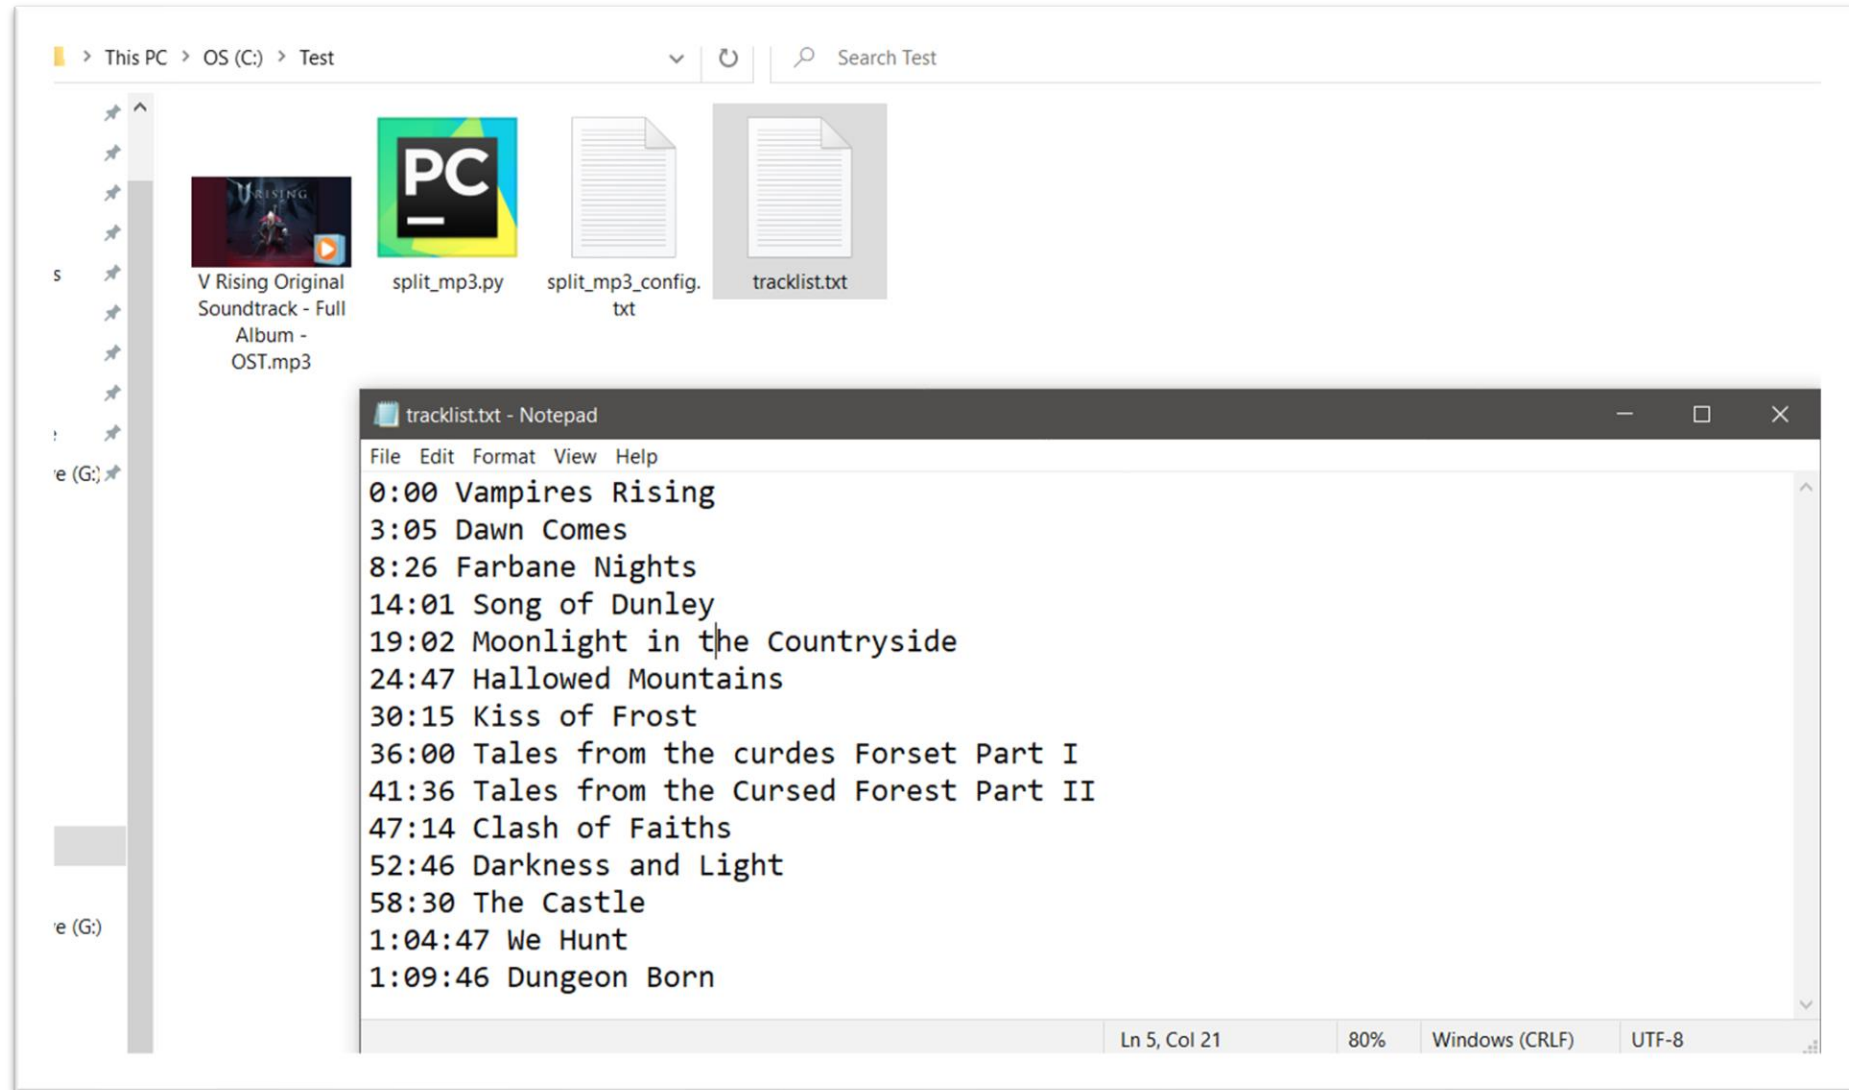 This PC > OS (C:) > Test
Search Test
V RISING
PC
V Rising Original
Soundtrack - Full
Album -
OST.mp3
split_mp3.py
split_mp3_config.
txt
tracklist.txt
s
e (G:)
tracklist.txt - Notepad
File Edit Format View Help
0:00 Vampires Rising
3:05 Dawn Comes
8:26 Farbane Nights
14:01 Song of Dunley
19:02 Moonlight in the Countryside
24:47 Hallowed Mountains
30:15 Kiss of Frost
36:00 Tales from the curdes Forset Part I
41:36 Tales from the Cursed Forest Part II
47:14 Clash of Faiths
52:46 Darkness and Light
58:30 The Castle
1:04:47 We Hunt
1:09:46 Dungeon Born
e (G:)
Ln 5, Col 21
80%
Windows (CRLF)
UTF-8